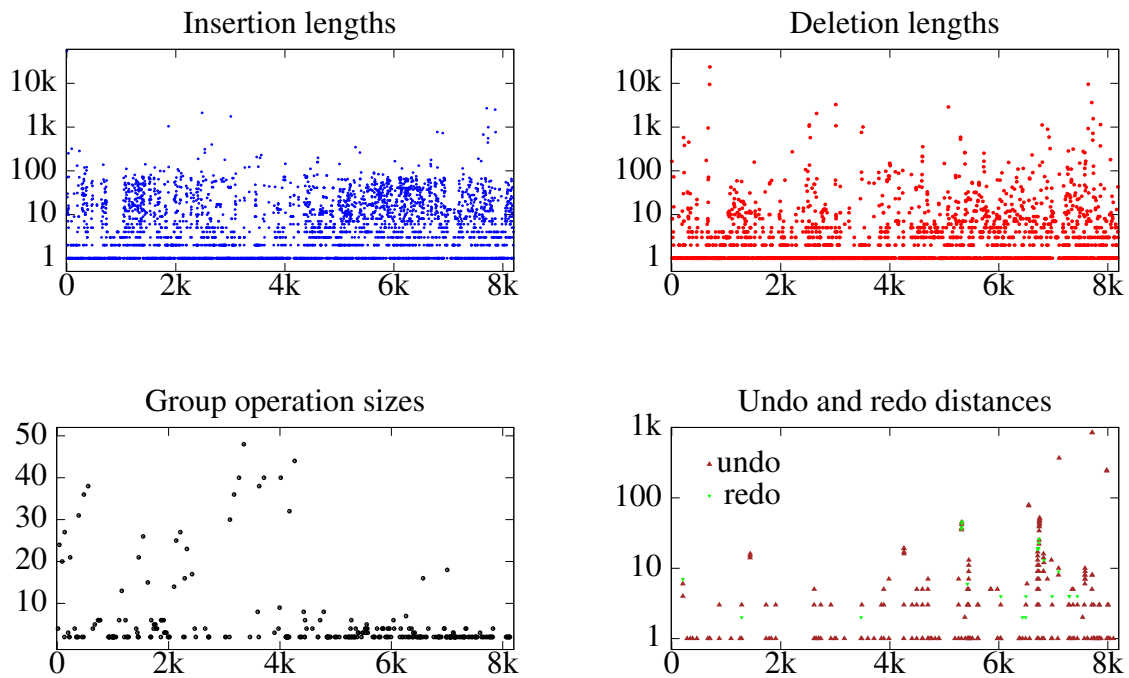 Insertion lengths
10k
1k
100
10
1
0 2k 4k 6k 8k
Deletion lengths
10k
1k
100
10
1
0 2k 4k 6k 8k
Group operation sizes
50
40
30
20
10
0 2k 4k 6k 8k
Undo and redo distances
1k
100
10
1
undo
redo
0 2k 4k 6k 8k